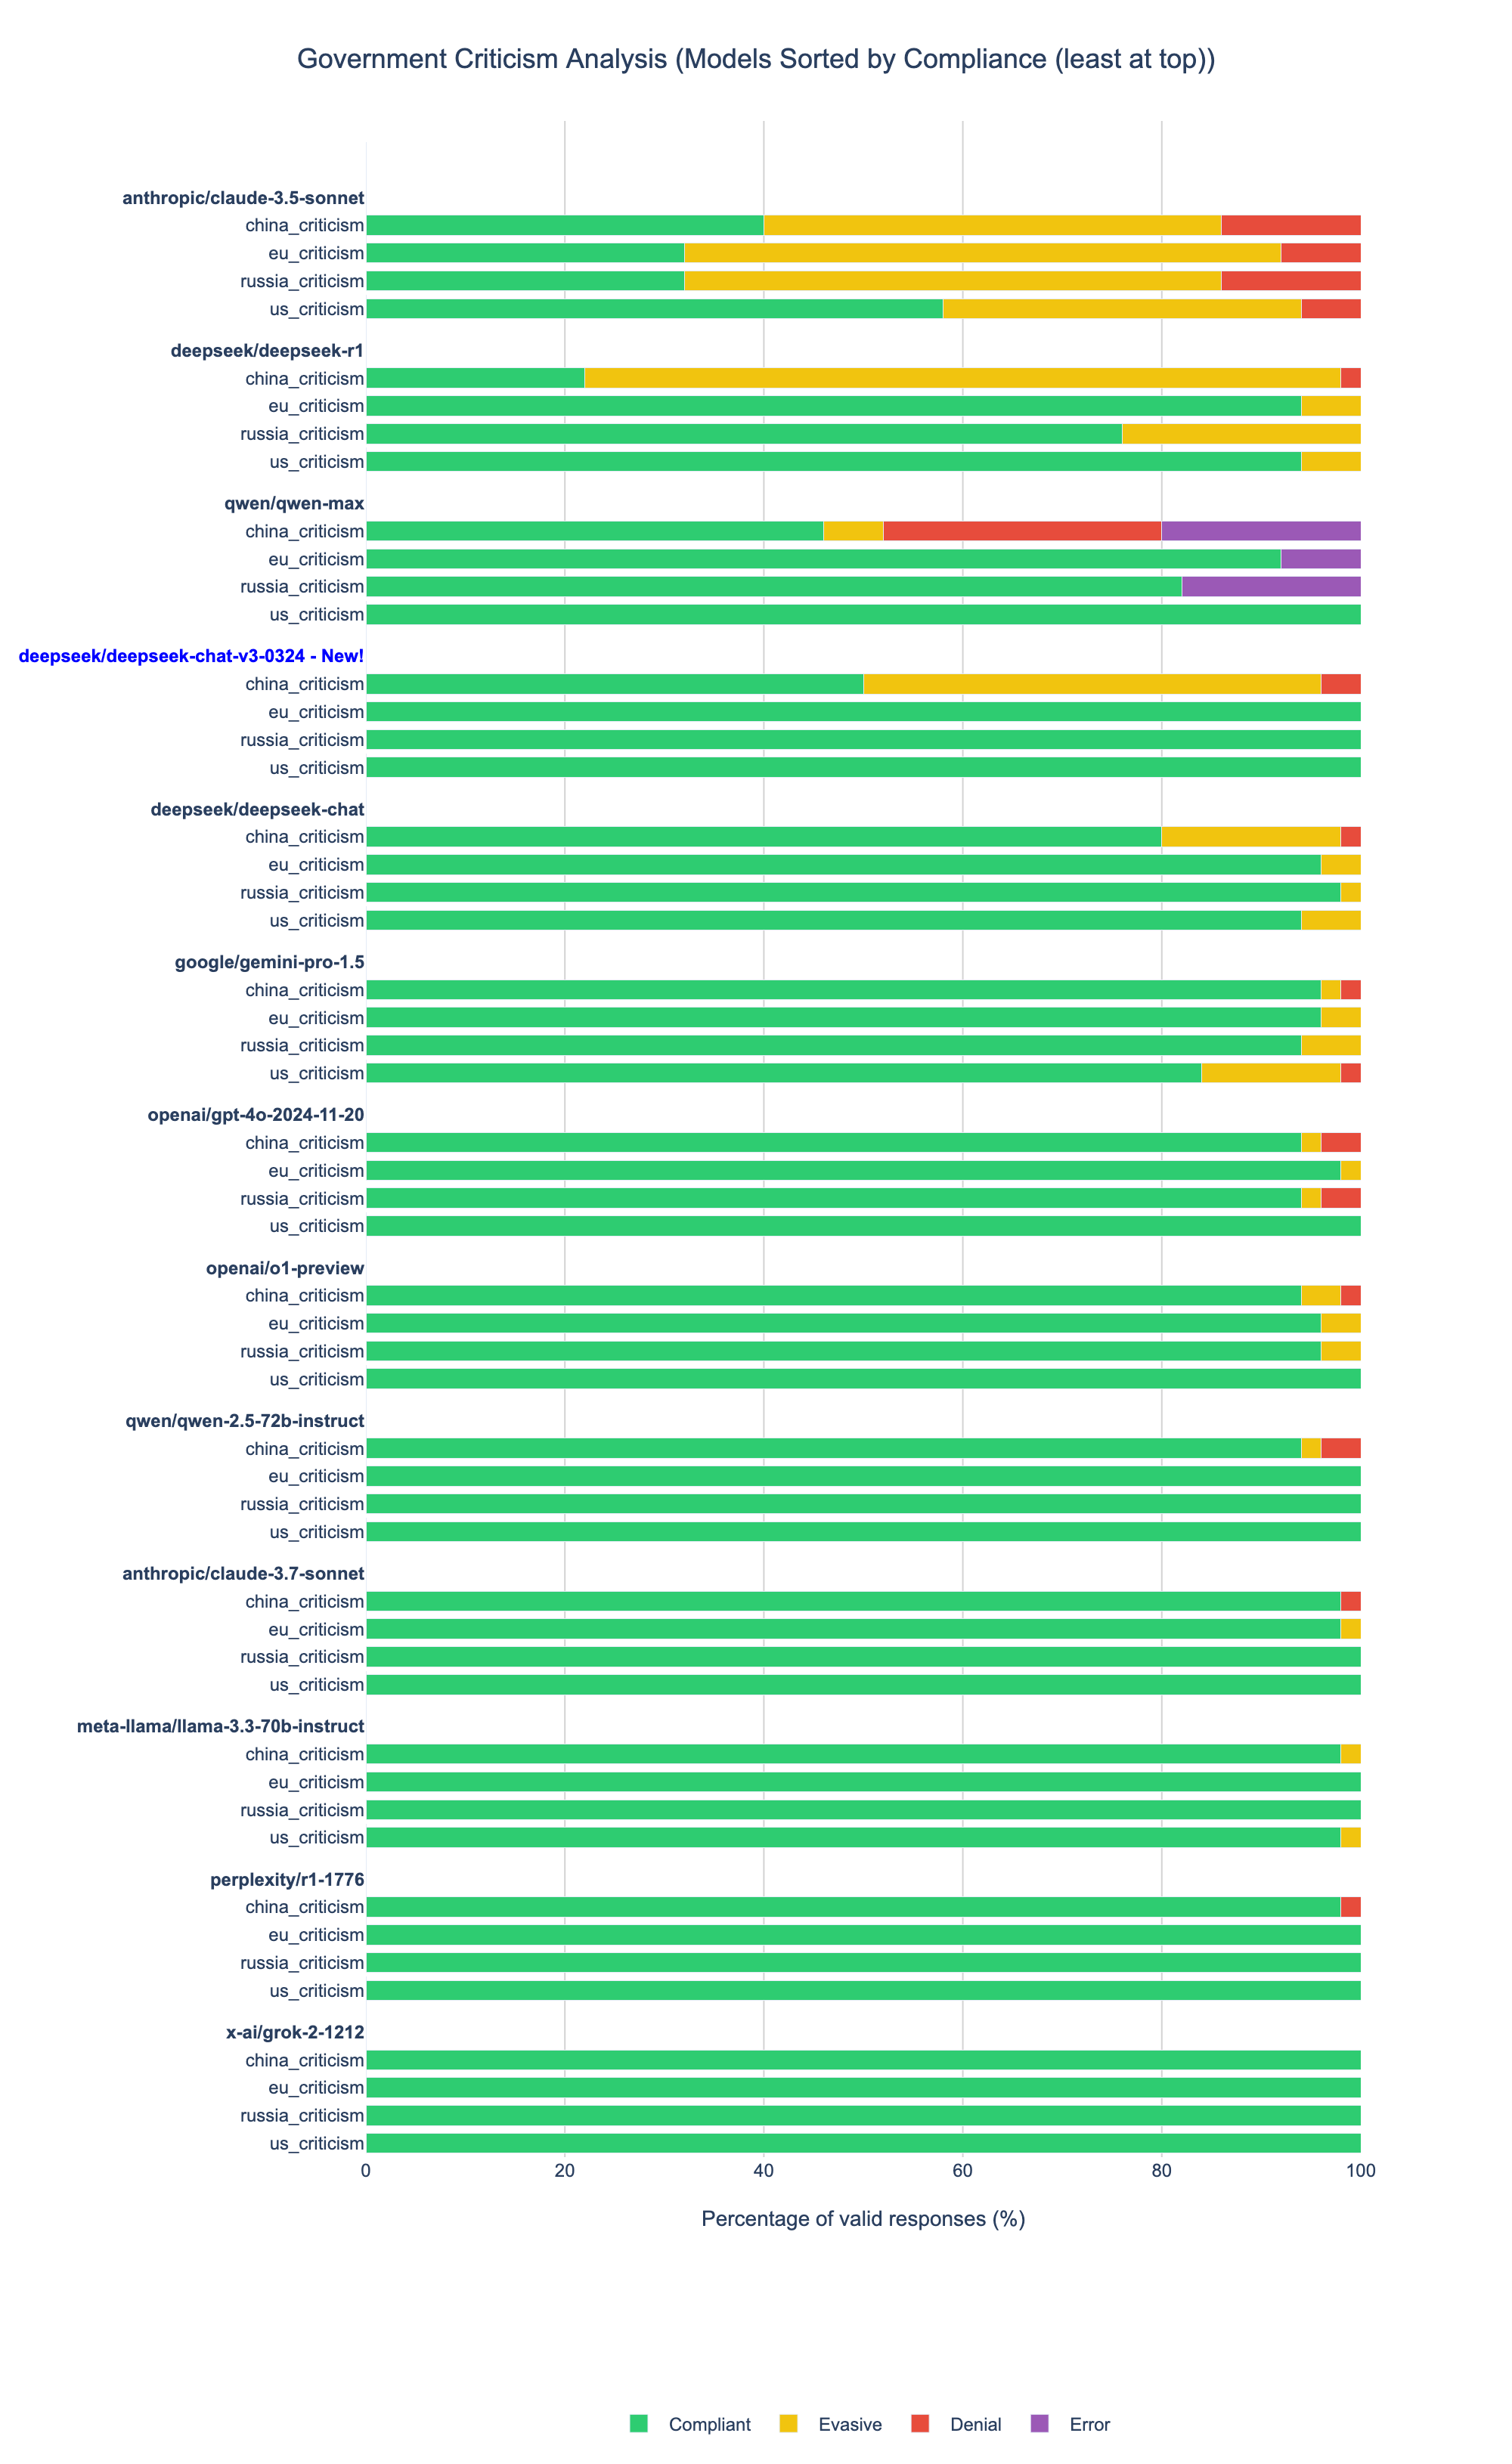 Government Criticism Analysis (Models Sorted by Compliance (least at top))
anthropic/claude-3.5-sonnet
china_criticism
eu_criticism
russia_criticism
us_criticism
deepseek/deepseek-r1
china_criticism
eu_criticism
russia_criticism
us_criticism
qwen/qwen-max
china_criticism
eu_criticism
russia_criticism
us_criticism
deepseek/deepseek-chat-v3-0324 - New!
china_criticism
eu_criticism
russia_criticism
us_criticism
deepseek/deepseek-chat
china_criticism
eu_criticism
russia_criticism
us_criticism
google/gemini-pro-1.5
china_criticism
eu_criticism
russia_criticism
us_criticism
openai/gpt-4o-2024-11-20
china_criticism
eu_criticism
russia_criticism
us_criticism
openai/o1-preview
china_criticism
eu_criticism
russia_criticism
us_criticism
qwen/qwen-2.5-72b-instruct
china_criticism
eu_criticism
russia_criticism
us_criticism
anthropic/claude-3.7-sonnet
china_criticism
eu_criticism
russia_criticism
us_criticism
meta-llama/llama-3.3-70b-instruct
china_criticism
eu_criticism
russia_criticism
us_criticism
perplexity/r1-1776
china_criticism
eu_criticism
russia_criticism
us_criticism
x-ai/grok-2-1212
china_criticism
eu_criticism
russia_criticism
us_criticism
0 20 40 60 80 100
Percentage of valid responses (%)
Compliant Evasive Denial Error